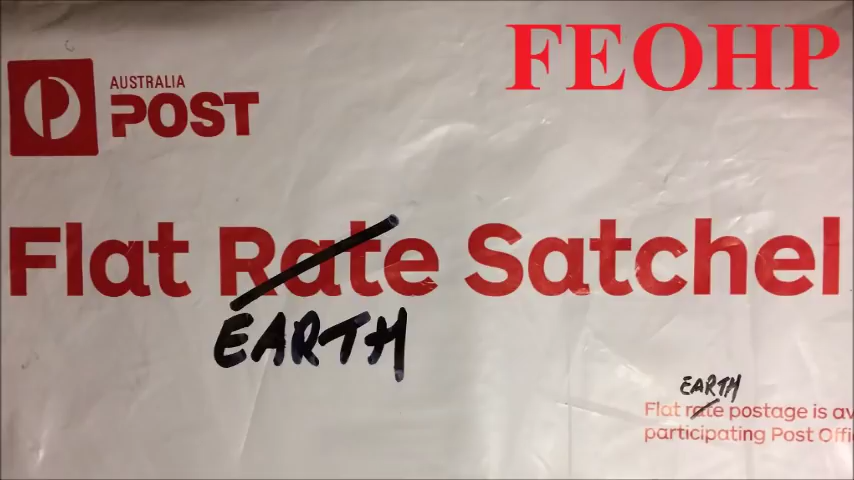 FEOHP
AUSTRALIA
POST
Flat Rate Satchel
EARTH
EARTH
Flat rate postage is av
participating Post Offi